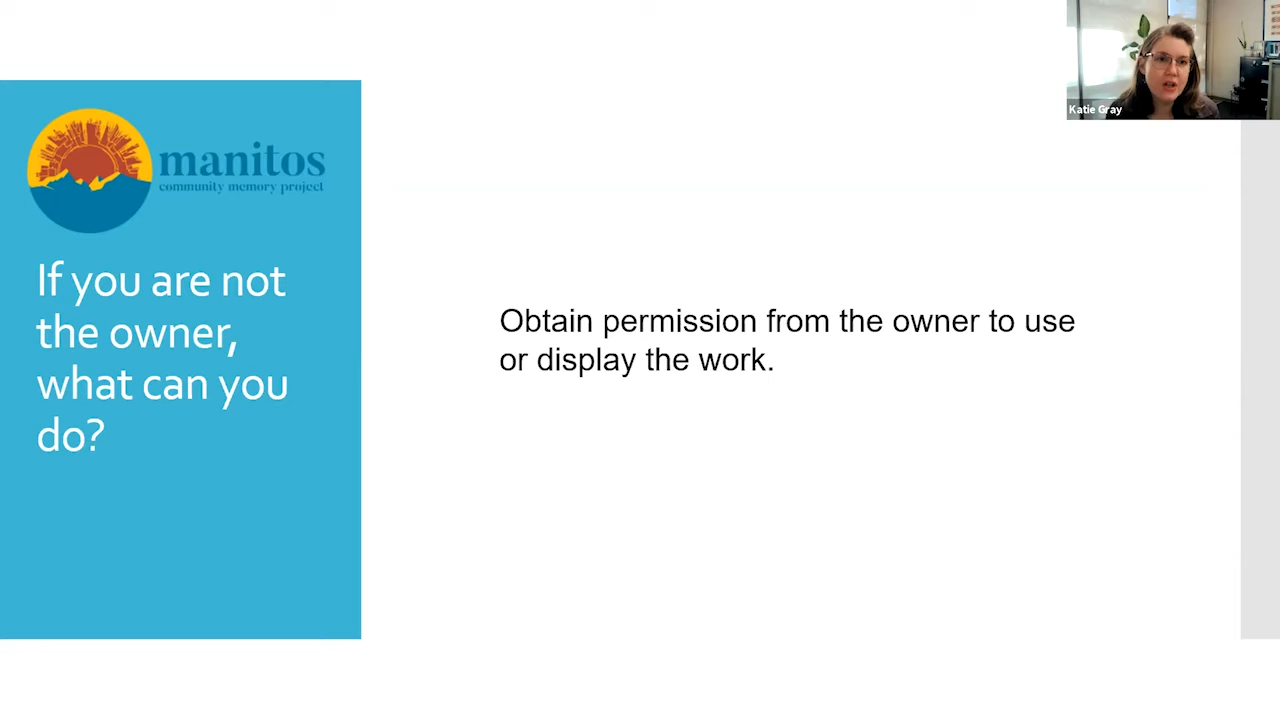 Katie Gray
manitos
community memory project
If you are not
the owner,
what can you
do?
Obtain permission from the owner to use
or display the work.